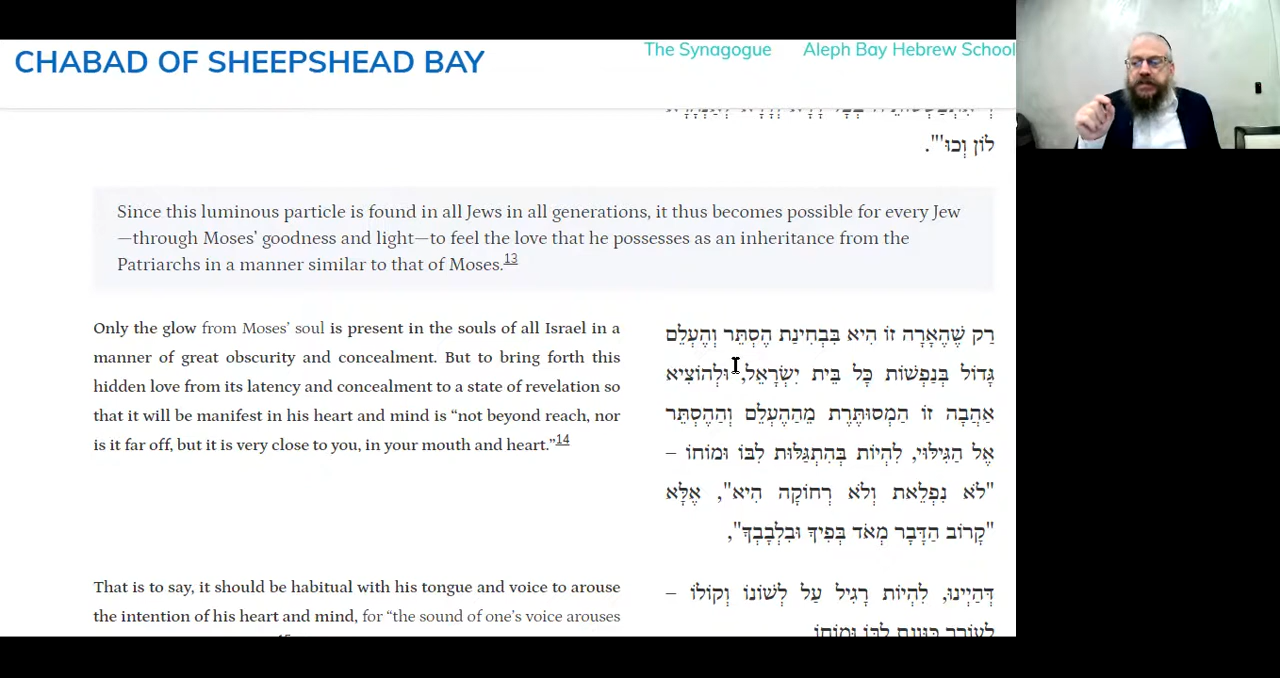 CHABAD OF SHEEPSHEAD BAY
The Synagogue Aleph Bay Hebrew School
לוֹן וְכוּ'".
Since this luminous particle is found in all Jews in all generations, it thus becomes possible for every Jew
—through Moses’ goodness and light—to feel the love that he possesses as an inheritance from the
Patriarchs in a manner similar to that of Moses.13
Only the glow from Moses’ soul is present in the souls of all Israel in a
manner of great obscurity and concealment. But to bring forth this
hidden love from its latency and concealment to a state of revelation so
that it will be manifest in his heart and mind is “not beyond reach, nor
is it far off, but it is very close to you, in your mouth and heart.”14
רַק שֶׁהֶאָרָה זוֹ הִיא בִּבְחִינַת הֶסְתֵּר וְהֶעְלֵם
גָּדוֹל בְּנַפְשׁוֹת כָּל בֵּית יִשְׂרָאֵל, וּלְהוֹצִיא
אַהֲבָה זוֹ הַמְסוּתֶּרֶת מֵהַהֶעְלֵם וְהַהֶסְתֵּר
אֶל הַגִּילּוּי, לִהְיוֹת בְּהִתְגַּלּוּת לִבּוֹ וּמוֹחוֹ –
"לֹא נִפְלֵאת וְלֹא רְחוֹקָה הִיא", אֶלָּא
"קָרוֹב הַדָּבָר מְאֹד בְּפִיךָ וּבִלְבָבְךָ",
That is to say, it should be habitual with his tongue and voice to arouse
the intention of his heart and mind, for “the sound of one’s voice arouses
דְּהַיְינוּ, לִהְיוֹת רָגִיל עַל לְשׁוֹנוֹ וְקוֹלוֹ –
לְעוֹרֵר כַּוָּנַת לִבּוֹ וּמוֹחוֹ